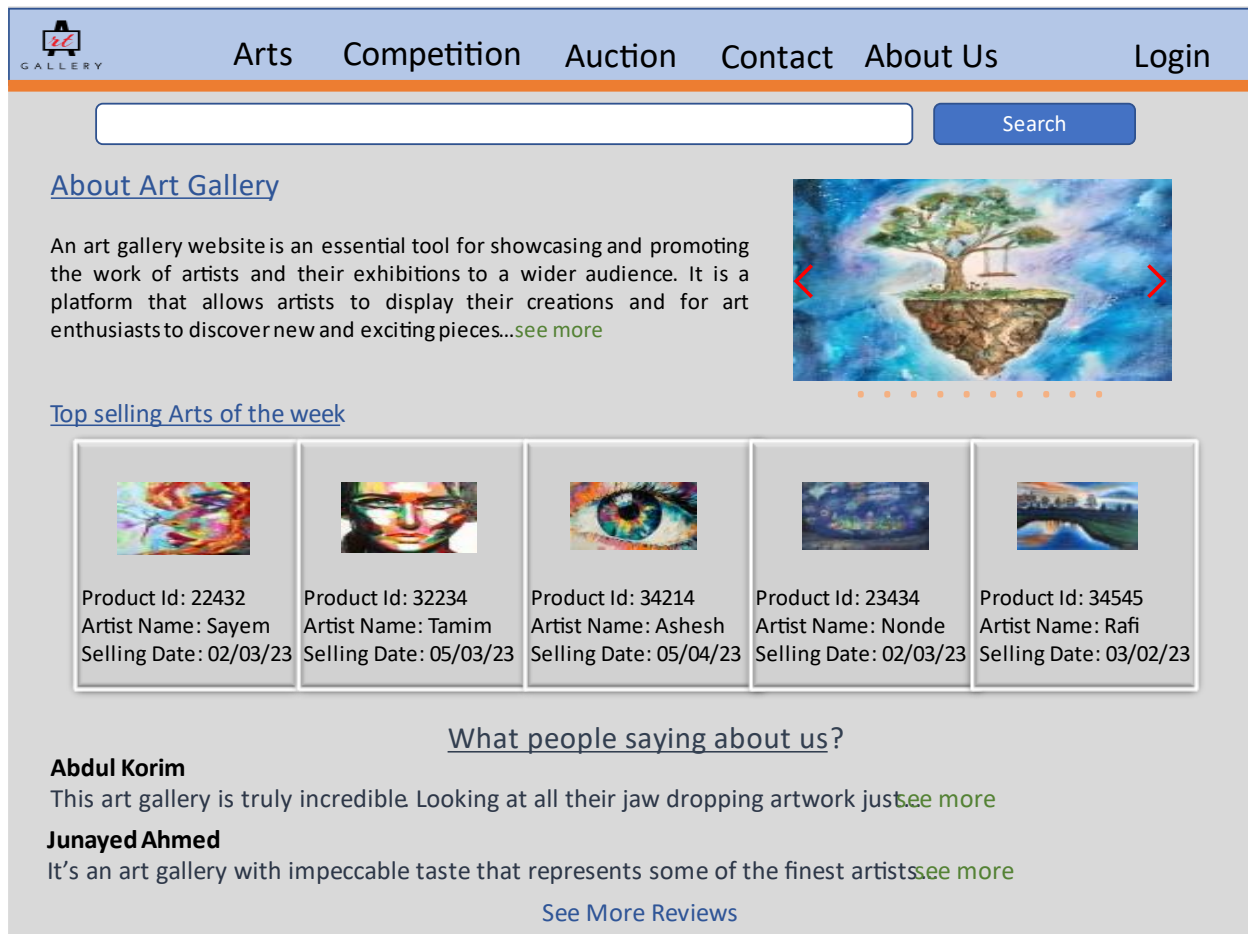 Art
GALLERY
Arts Competition Auction Contact About Us Login
Search
About Art Gallery
An art gallery website is an essential tool for showcasing and promoting
the work of artists and their exhibitions to a wider audience. It is a
platform that allows artists to display their creations and for art
enthusiasts to discover new and exciting pieces...see more
Top selling Arts of the week
Product Id: 22432
Artist Name: Sayem
Selling Date: 02/03/23
Product Id: 32234
Artist Name: Tamim
Selling Date: 05/03/23
Product Id: 34214
Artist Name: Ashesh
Selling Date: 05/04/23
Product Id: 23434
Artist Name: Nonde
Selling Date: 02/03/23
Product Id: 34545
Artist Name: Rafi
Selling Date: 03/02/23
What people saying about us?
Abdul Korim
This art gallery is truly incredible. Looking at all their jaw dropping artwork just...see more
Junayed Ahmed
It's an art gallery with impeccable taste that represents some of the finest artists...see more
See More Reviews